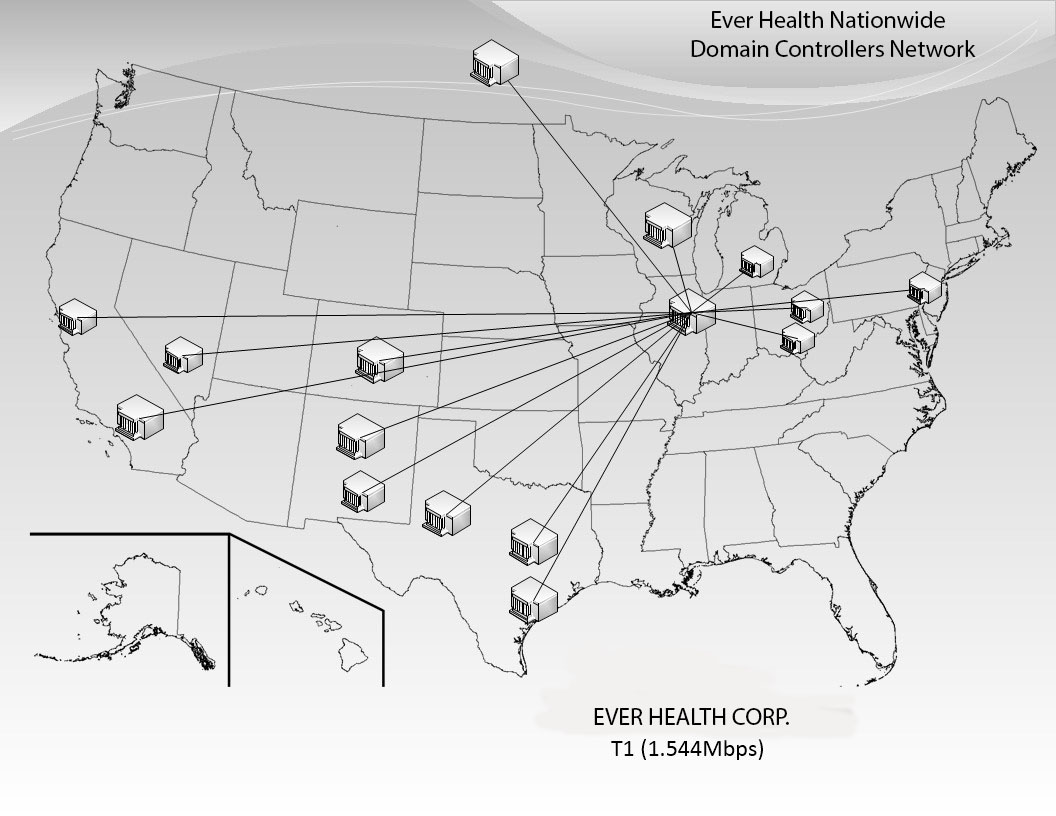 Ever Health Nationwide
Domain Controllers Network
EVER HEALTH CORP.
T1 (1.544Mbps)